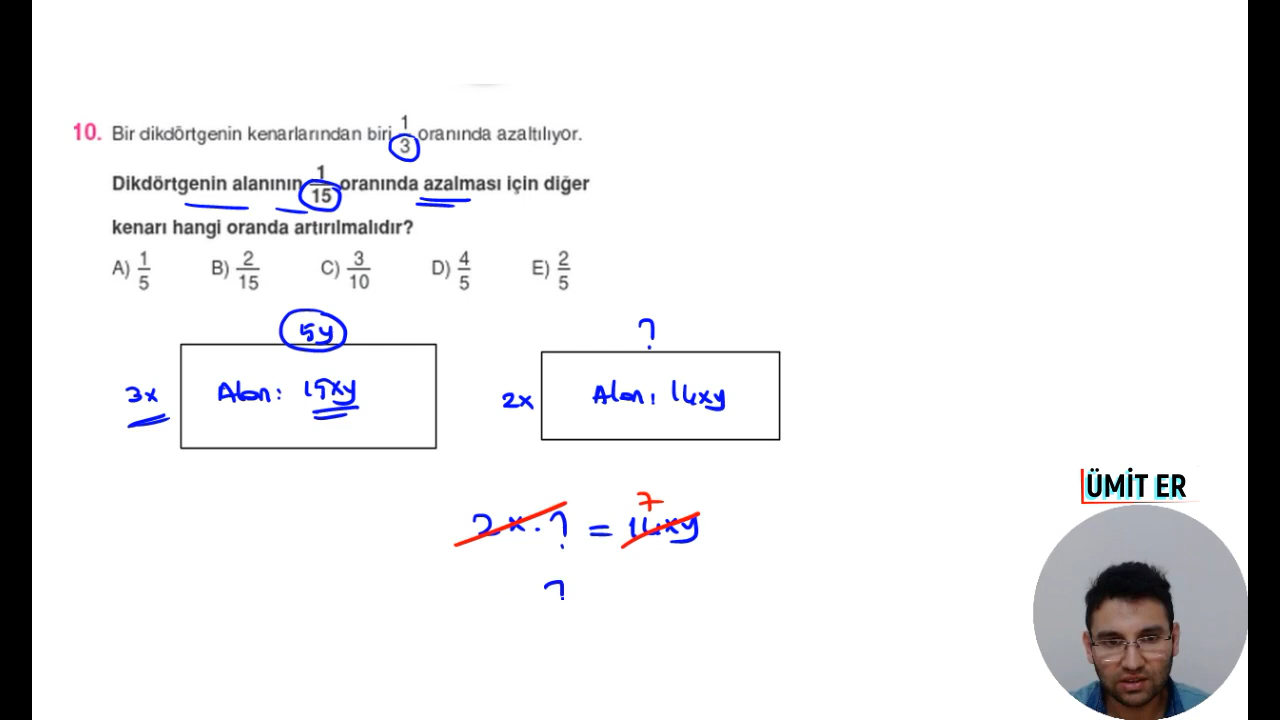 10. Bir dikdörtgenin kenarlarından biri 1/3 oranında azaltılıyor.
Dikdörtgenin alanının 1/15 oranında azalması için diğer
kenarı hangi oranda artırılmalıdır?
A) 1/5 B) 2/15 C) 3/10 D) 4/5 E) 2/5
5y
3x
Alan: 15xy
?
2x
Alan: 14xy
7
2x.? = 14xy
?
ÜMİT ER